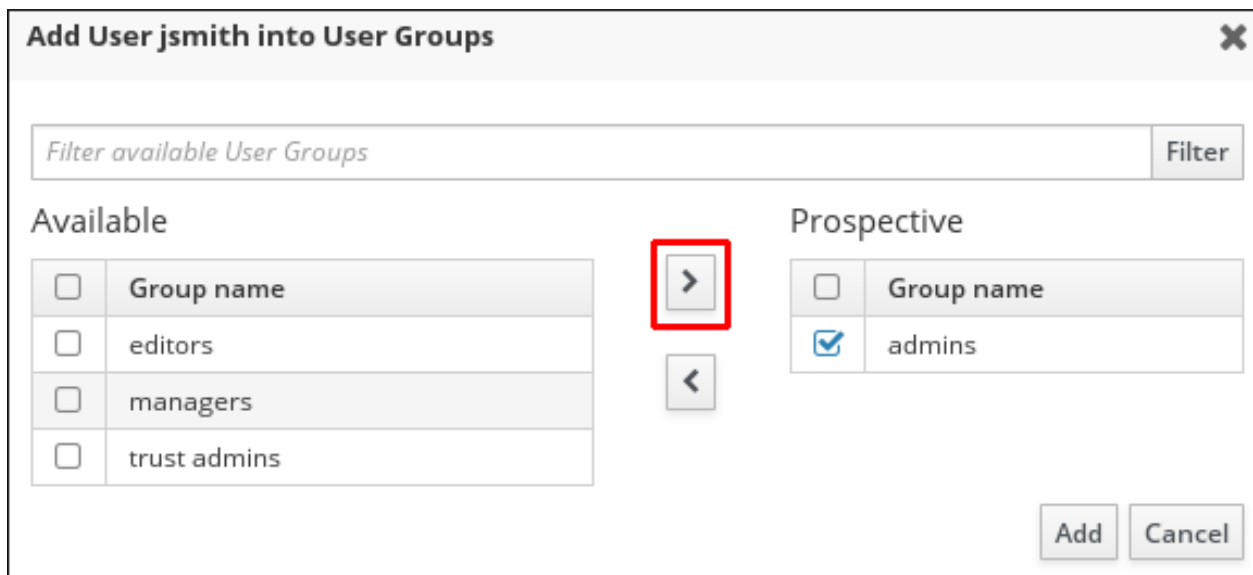 Add User jsmith into User Groups
Filter available User Groups
Filter
Available
Prospective
Group name
Group name
editors
admins
managers
trust admins
Add
Cancel